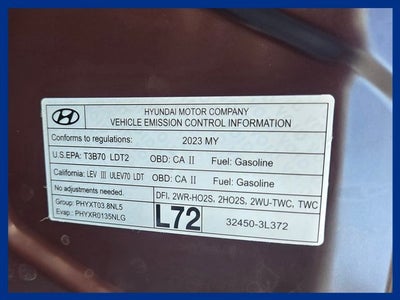 HYUNDAI MOTOR COMPANY
VEHICLE EMISSION CONTROL INFORMATION
Conforms to regulations: 2023 MY
U.S.EPA: T3B70 LDT2 OBD: CA II Fuel: Gasoline
California: LEV III ULEV70 LDT OBD: CA II Fuel: Gasoline
No adjustments needed.
Group: PHYXT03.8NL5
Evap.: PHYXR0135NLG
L72
DFI, 2WR-HO2S, 2HO2S, 2WU-TWC, TWC
32450-3L372